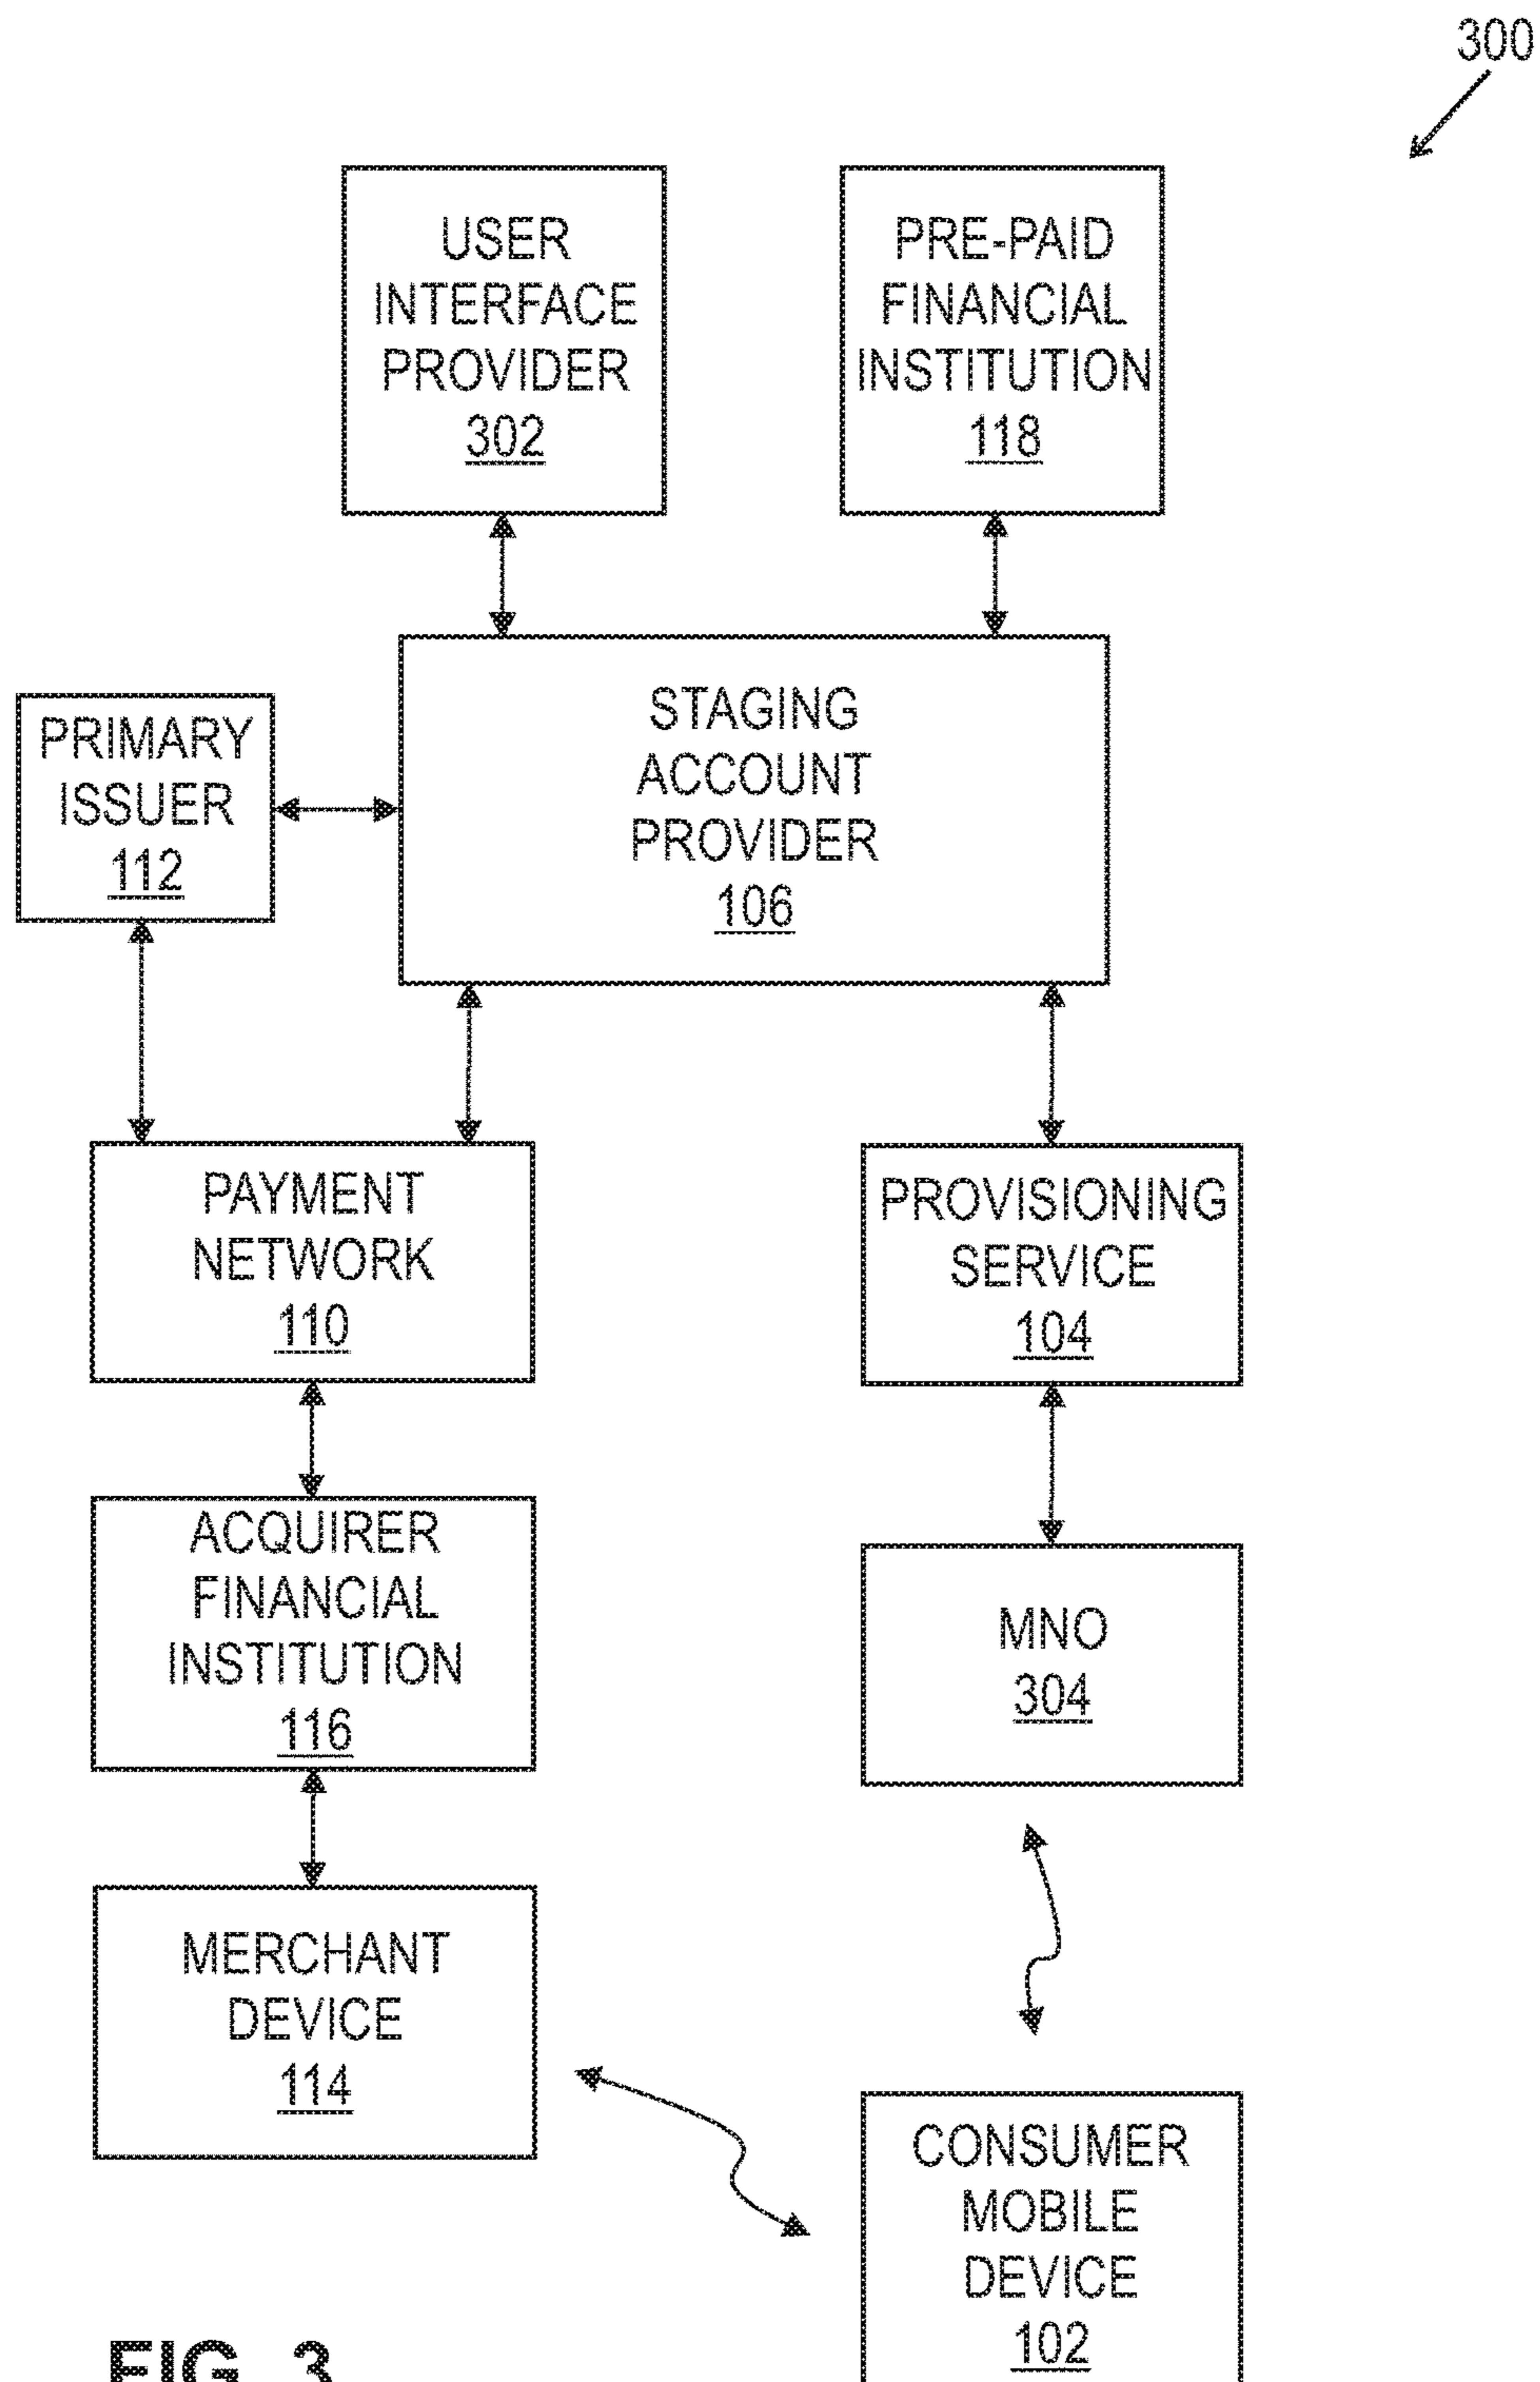 300
USER
INTERFACE
PROVIDER
302
PRE-PAID
FINANCIAL
INSTITUTION
118
STAGING
ACCOUNT
PROVIDER
106
PRIMARY
ISSUER
112
PAYMENT
NETWORK
110
PROVISIONING
SERVICE
104
ACQUIRER
FINANCIAL
INSTITUTION
116
MNO
304
MERCHANT
DEVICE
114
CONSUMER
MOBILE
DEVICE
102
FIG. 3